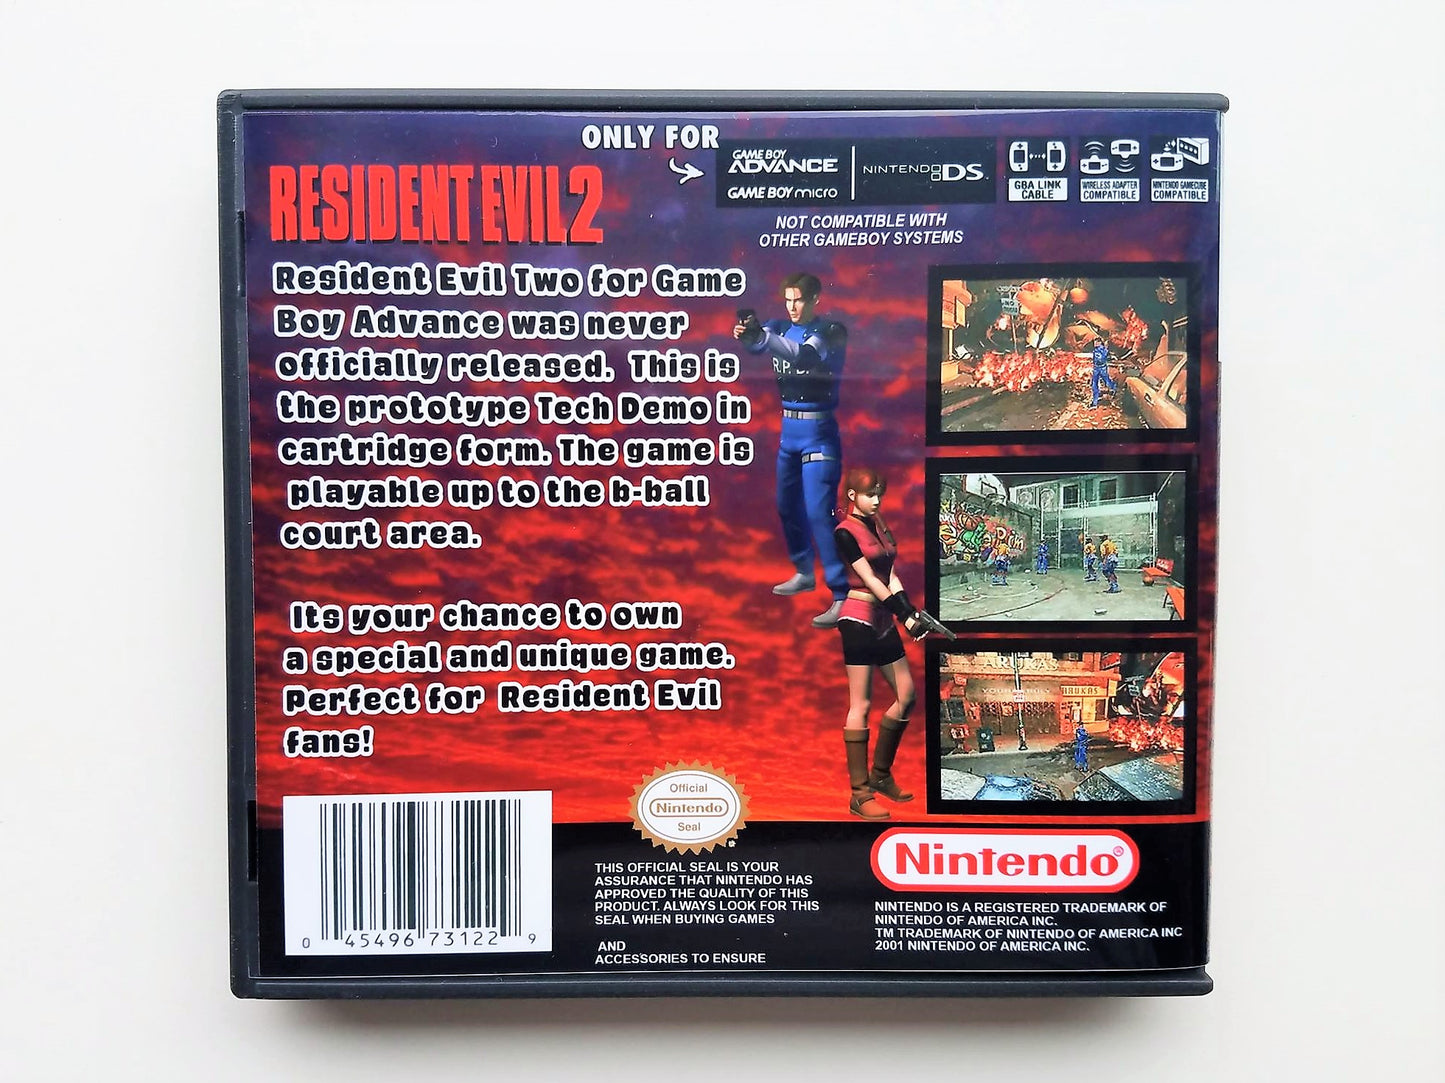 ONLY FOR
GAME BOY
ADVANCE
GAME BOY micro
NINTENDO DS™
GBA LINK
CABLE
WIRELESS ADAPTER
COMPATIBLE
NINTENDO GAMECUBE
COMPATIBLE
NOT COMPATIBLE WITH
OTHER GAMEBOY SYSTEMS
RESIDENT EVIL 2
Resident Evil Two for Game
Boy Advance was never
officially released. This is
the prototype Tech Demo in
cartridge form. The game is
playable up to the b-ball
court area.
Its your chance to own
a special and unique game.
Perfect for Resident Evil
fans!
R.P.D.
ARUKAS
ARUKAS
0 45496 73122 9
Official
Nintendo
Seal
THIS OFFICIAL SEAL IS YOUR
ASSURANCE THAT NINTENDO HAS
APPROVED THE QUALITY OF THIS
PRODUCT. ALWAYS LOOK FOR THIS
SEAL WHEN BUYING GAMES
AND
ACCESSORIES TO ENSURE
Nintendo®
NINTENDO IS A REGISTERED TRADEMARK OF
NINTENDO OF AMERICA INC.
TM TRADEMARK OF NINTENDO OF AMERICA INC
2001 NINTENDO OF AMERICA INC.